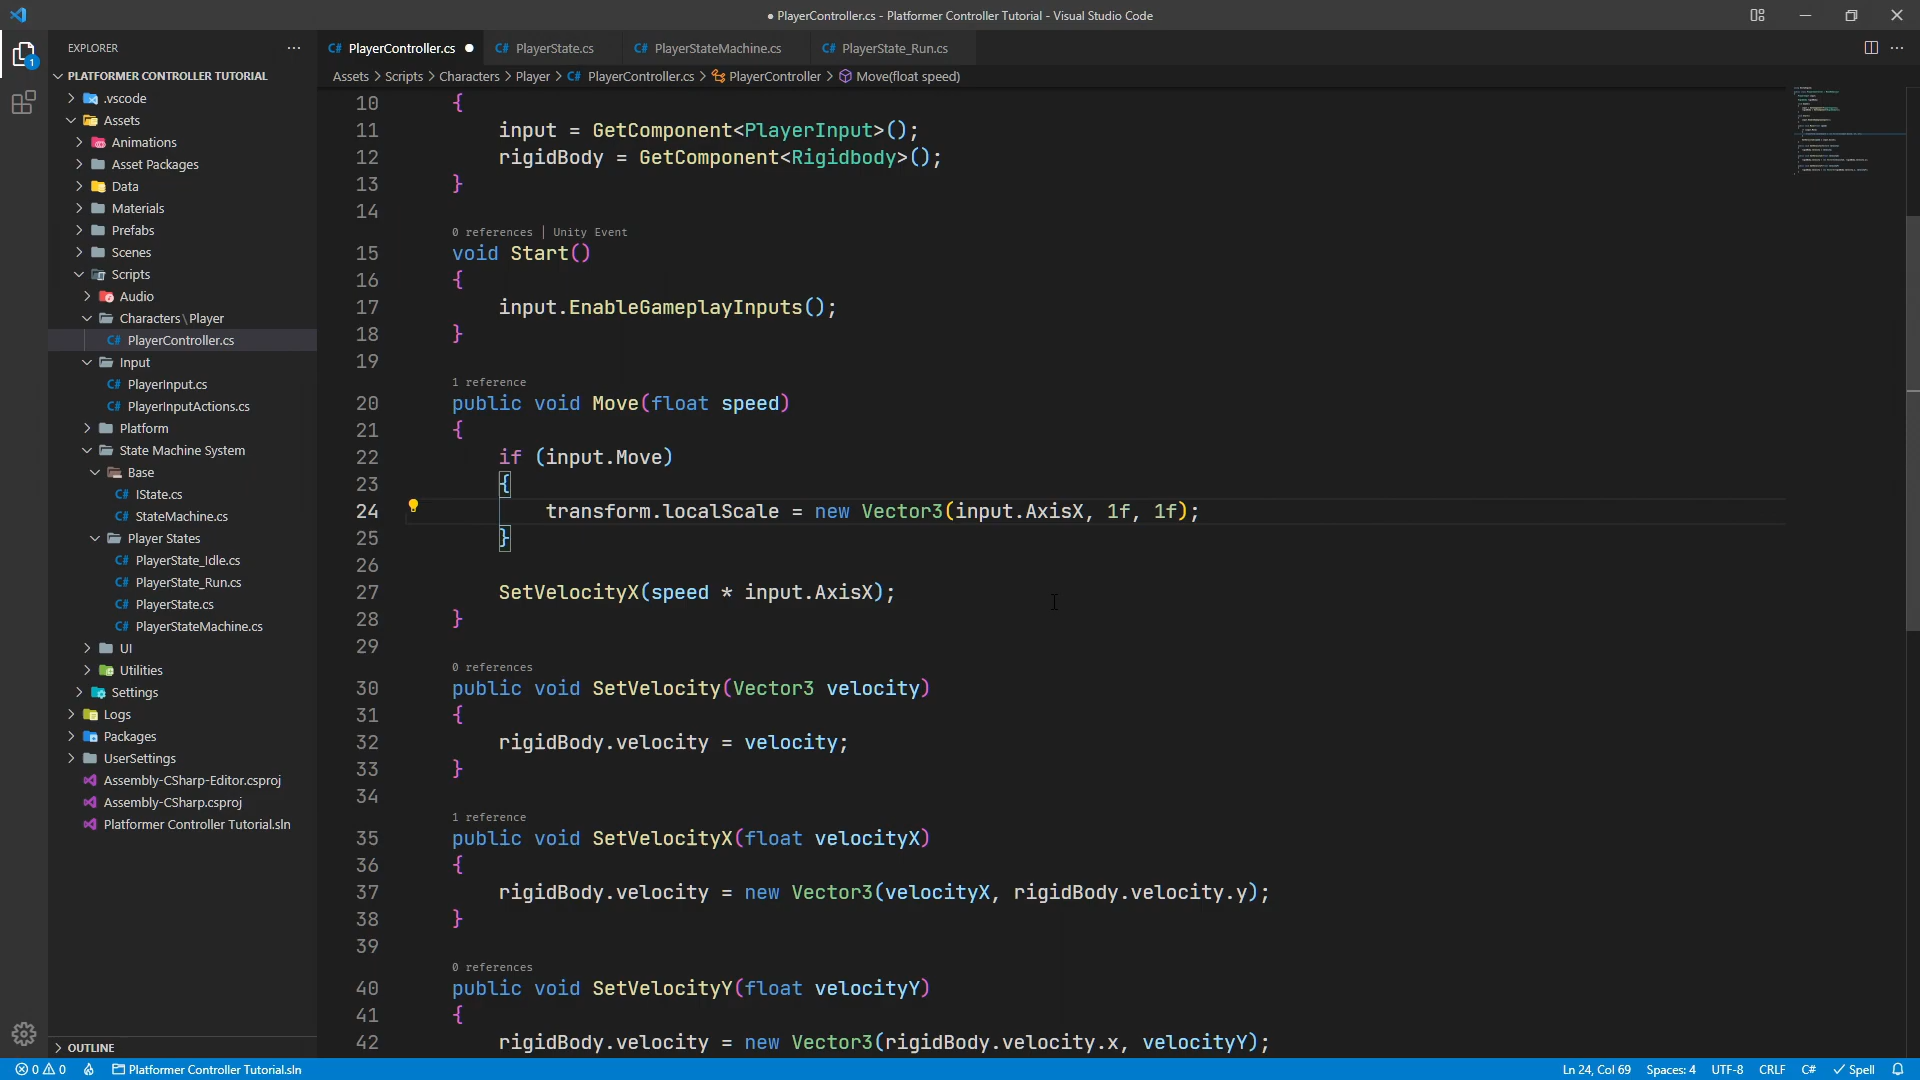 ● PlayerController.cs - Platformer Controller Tutorial - Visual Studio Code
1
EXPLORER
PLATFORMER CONTROLLER TUTORIAL
.vscode
Assets
Animations
Asset Packages
Data
Materials
Prefabs
Scenes
Scripts
Audio
Characters\Player
C# PlayerController.cs
Input
C# PlayerInput.cs
C# PlayerInputActions.cs
Platform
State Machine System
Base
C# IState.cs
C# StateMachine.cs
Player States
C# PlayerState_Idle.cs
C# PlayerState_Run.cs
C# PlayerState.cs
C# PlayerStateMachine.cs
UI
Utilities
Settings
Logs
Packages
UserSettings
Assembly-CSharp-Editor.csproj
Assembly-CSharp.csproj
Platformer Controller Tutorial.sln
OUTLINE
C# PlayerController.cs ● C# PlayerState.cs C# PlayerStateMachine.cs C# PlayerState_Run.cs
Assets > Scripts > Characters > Player > C# PlayerController.cs > PlayerController > Move(float speed)
10 {
11 input = GetComponent<PlayerInput>();
12 rigidBody = GetComponent<Rigidbody>();
13 }
14
0 references | Unity Event
15 void Start()
16 {
17 input.EnableGameplayInputs();
18 }
19
1 reference
20 public void Move(float speed)
21 {
22 if (input.Move)
23 {
24 transform.localScale = new Vector3(input.AxisX, 1f, 1f);
25 }
26
27 SetVelocityX(speed * input.AxisX);
28 }
29
0 references
30 public void SetVelocity(Vector3 velocity)
31 {
32 rigidBody.velocity = velocity;
33 }
34
1 reference
35 public void SetVelocityX(float velocityX)
36 {
37 rigidBody.velocity = new Vector3(velocityX, rigidBody.velocity.y);
38 }
39
0 references
40 public void SetVelocityY(float velocityY)
41 {
42 rigidBody.velocity = new Vector3(rigidBody.velocity.x, velocityY);
0 0 Platformer Controller Tutorial.sln Ln 24, Col 69 Spaces: 4 UTF-8 CRLF C# Spell